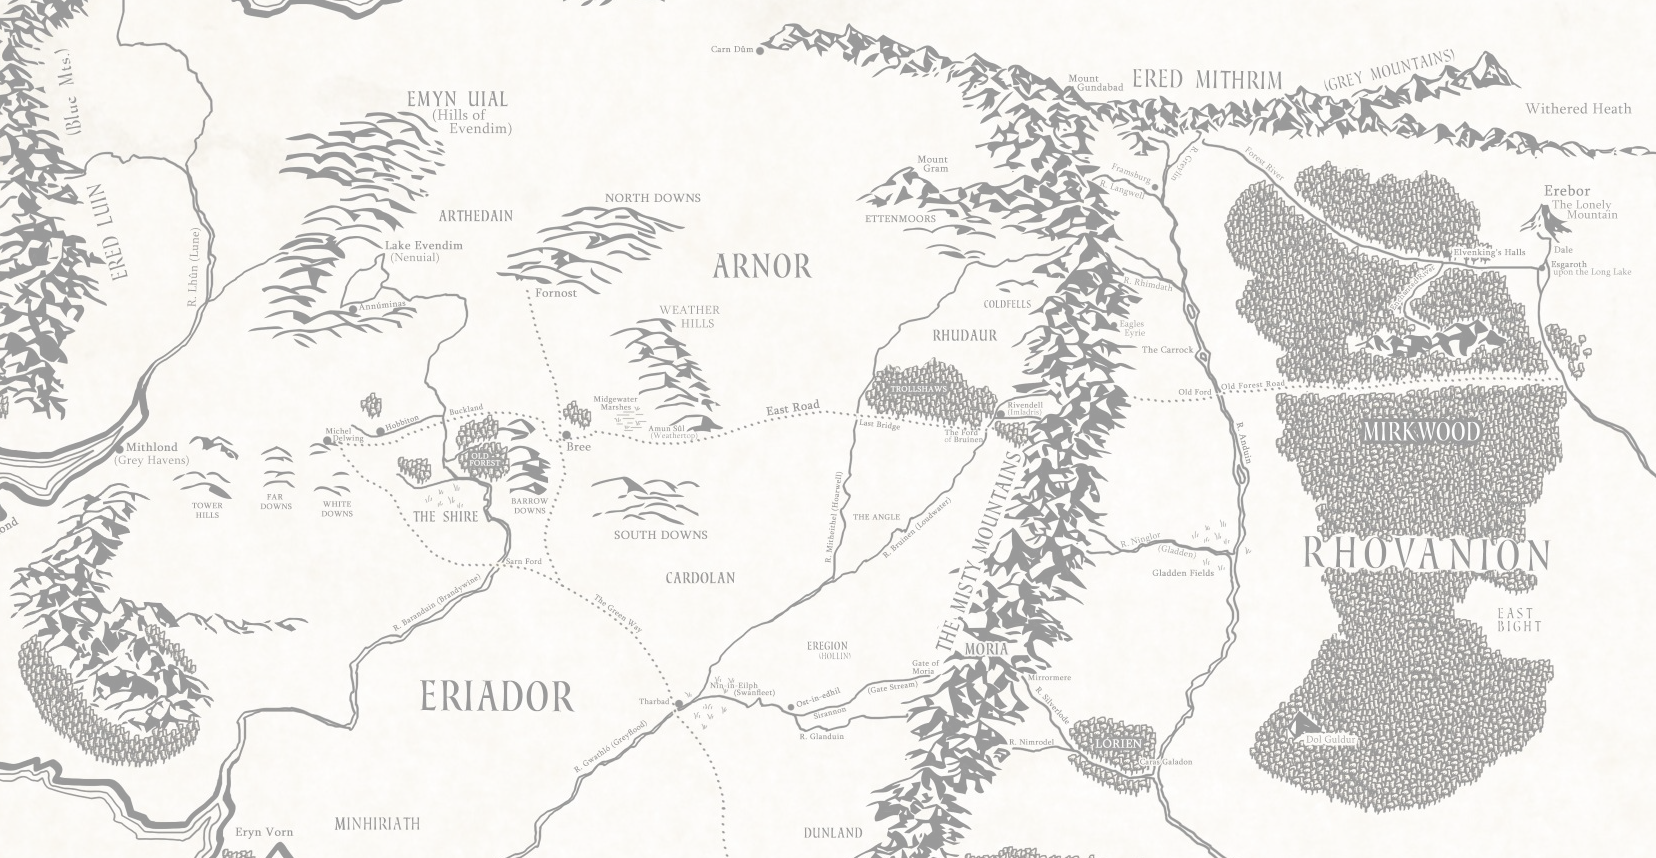 Carn Dûm
Mount
Gundabad
ERED MITHRIM
(GREY MOUNTAINS)
Withered Heath
(Blue Mts.)
ERED LUIN
EMYN UIAL
(Hills of
Evendim)
R. Lhûn (Lune)
ARTHEDAIN
Lake Evendim
(Nenuial)
Annúminas
NORTH DOWNS
Fornost
ARNOR
WEATHER
HILLS
Mount
Gram
ETTENMOORS
COLDFELLS
RHUDAUR
Framsburg
R. Langwell
R. Greylin
Forest River
R. Rhimdath
Eagles
Eyrie
The Carrock
Erebor
The Lonely
Mountain
Dale
Elvenking's Halls
Esgaroth
upon the Long Lake
Old Ford
Old Forest Road
MIRKWOOD
TROLLSHAWS
Rivendell
(Imladris)
The Ford
of Bruinen
Last Bridge
East Road
Midgewater
Marshes
Amun Sûl
(Weathertop)
Bree
Buckland
Hobbiton
Michel
Delwing
Mithlond
(Grey Havens)
TOWER
HILLS
FAR
DOWNS
WHITE
DOWNS
THE SHIRE
OLD
FOREST
BARROW
DOWNS
SOUTH DOWNS
Sarn Ford
CARDOLAN
R. Baranduin (Brandywine)
The Green Way
R. Mitheithel (Hoarwell)
THE ANGLE
R. Bruinen (Loudwater)
THE MISTY MOUNTAINS
R. Anduin
R. Ninglor
(Gladden)
Gladden Fields
RHOVANION
EAST
BIGHT
ond
ERIADOR
EREGION
(HOLLIN)
MORIA
Gate of
Moria
Mirrormere
R. Silverlode
Tharbad
Nin-in-Eilph
(Swanfleet)
Ost-in-edhil
(Gate Stream)
Sirannon
R. Glanduin
R. Gwathló (Greyflood)
R. Nimrodel
LORIEN
Caras Galadon
Dol Guldur
Eryn Vorn
MINHIRIATH
DUNLAND